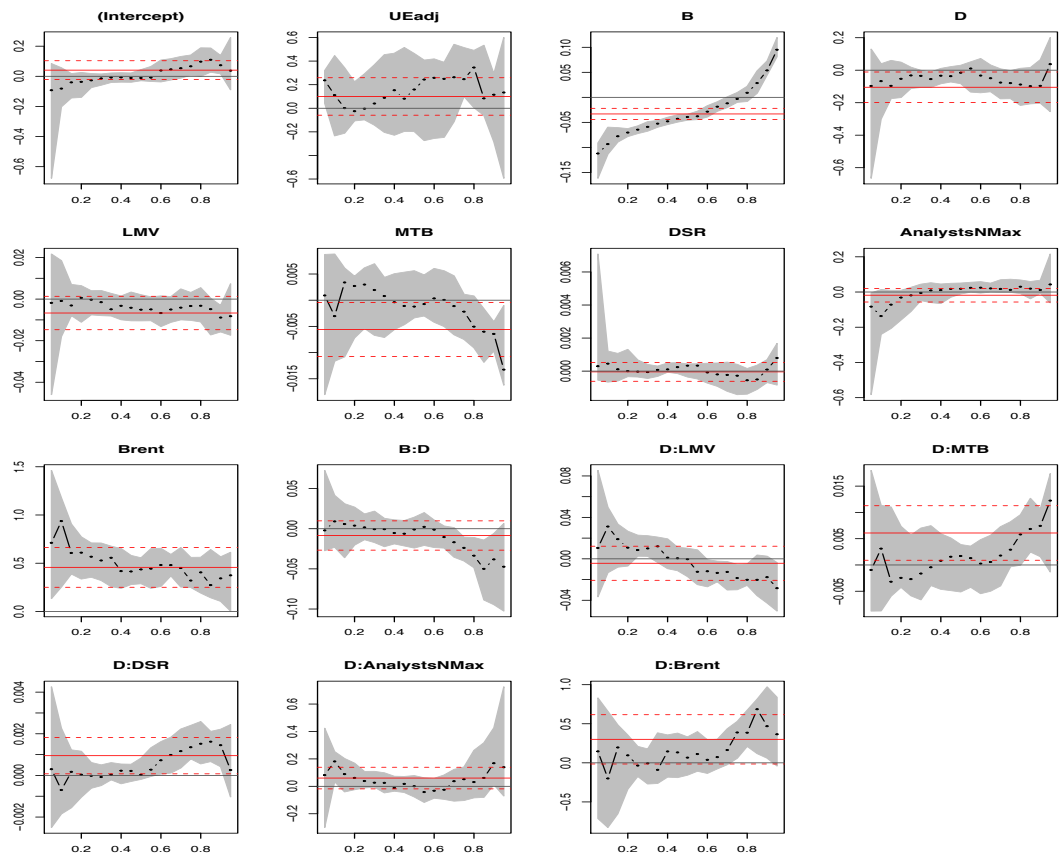 (Intercept) UEadj B D
0.2 0.0 -0.2 -0.4 -0.6
0.2 0.4 0.6 0.8
0.6 0.4 0.2 0.0 -0.2 -0.6
0.2 0.4 0.6 0.8
0.10 0.05 -0.05 -0.15
0.2 0.4 0.6 0.8
0.2 0.0 -0.2 -0.4 -0.6
0.2 0.4 0.6 0.8
LMV MTB DSR AnalystsNMax
0.02 0.00 -0.02 -0.04
0.2 0.4 0.6 0.8
0.005 -0.005 -0.015
0.2 0.4 0.6 0.8
0.006 0.004 0.002 0.000
0.2 0.4 0.6 0.8
0.2 0.0 -0.2 -0.4 -0.6
0.2 0.4 0.6 0.8
Brent B:D D:LMV D:MTB
1.5 1.0 0.5 0.0
0.2 0.4 0.6 0.8
0.05 0.00 -0.05 -0.10
0.2 0.4 0.6 0.8
0.08 0.04 0.00 -0.04
0.2 0.4 0.6 0.8
0.015 0.005 -0.005
0.2 0.4 0.6 0.8
D:DSR D:AnalystsNMax D:Brent
0.004 0.002 0.000 -0.002
0.2 0.4 0.6 0.8
0.6 0.4 0.2 0.0 -0.2
0.2 0.4 0.6 0.8
1.0 0.5 0.0 -0.5
0.2 0.4 0.6 0.8